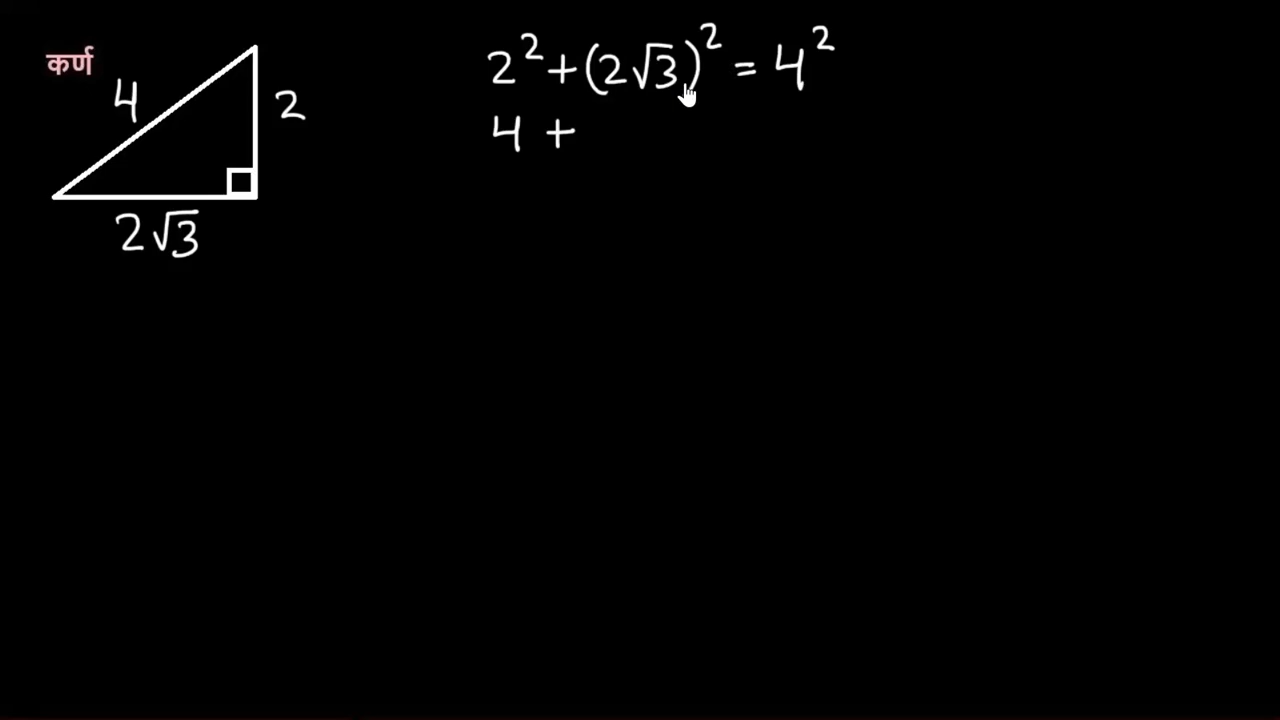 कर्ण
4
2
2√3
2² + (2√3)² = 4²
4 +